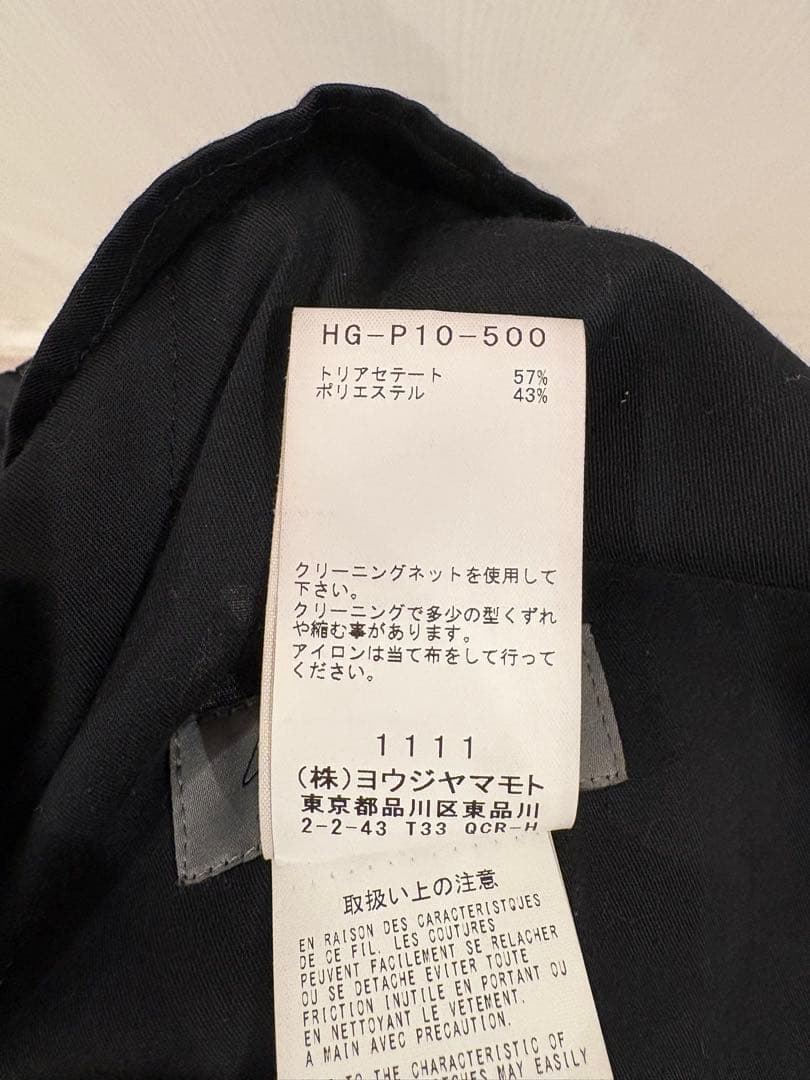 HG-P10-500
トリアセテート 57%
ポリエステル 43%
クリーニングネットを使用して
下さい。
クリーニングで多少の型くずれ
や縮む事があります。
アイロンは当て布をして行って
ください。
1111
(株)ヨウジヤマモト
東京都品川区東品川
2-2-43 T33 QCR-H
取扱い上の注意
EN RAISON DES CARACTERISTQUES
DE CE FIL. LES COUTURES
PEUVENT FACILEMENT SE RELACHER
OU SE DETACHE EVITER TOUTE
FRICTION INUTILE EN PORTANT OU
EN NETTOYANT LE VETEMENT.
A MAIN AVEC PRECAUTION.
TO THE CHARACTERISTIC OF
MAY EASILY